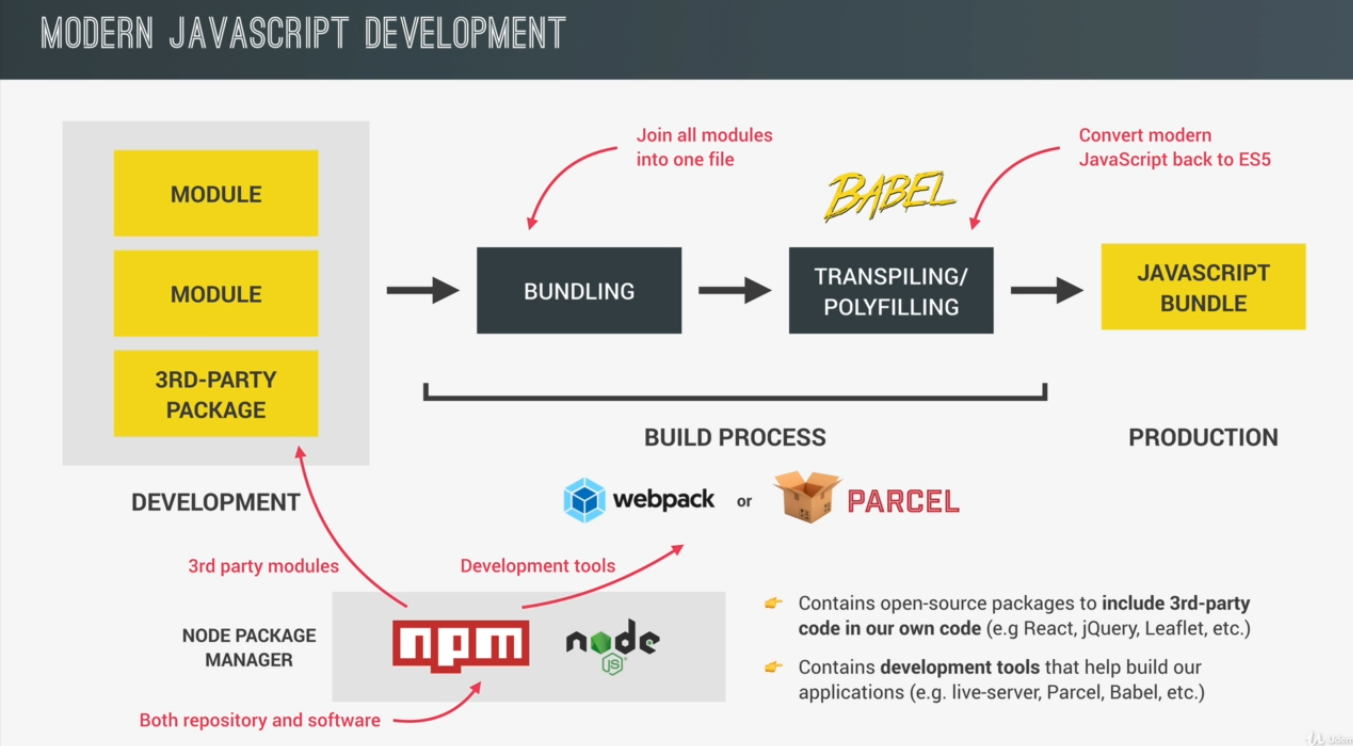 MODERN JAVASCRIPT DEVELOPMENT
MODULE
MODULE
3RD-PARTY
PACKAGE
DEVELOPMENT
Join all modules
into one file
BUNDLING
BABEL
Convert modern
JavaScript back to ES5
TRANSPILING/
POLYFILLING
JAVASCRIPT
BUNDLE
BUILD PROCESS
PRODUCTION
webpack or PARCEL
3rd party modules
Development tools
NODE PACKAGE
MANAGER
npm
node
JS
Both repository and software
Contains open-source packages to include 3rd-party
code in our own code (e.g React, jQuery, Leaflet, etc.)
Contains development tools that help build our
applications (e.g. live-server, Parcel, Babel, etc.)